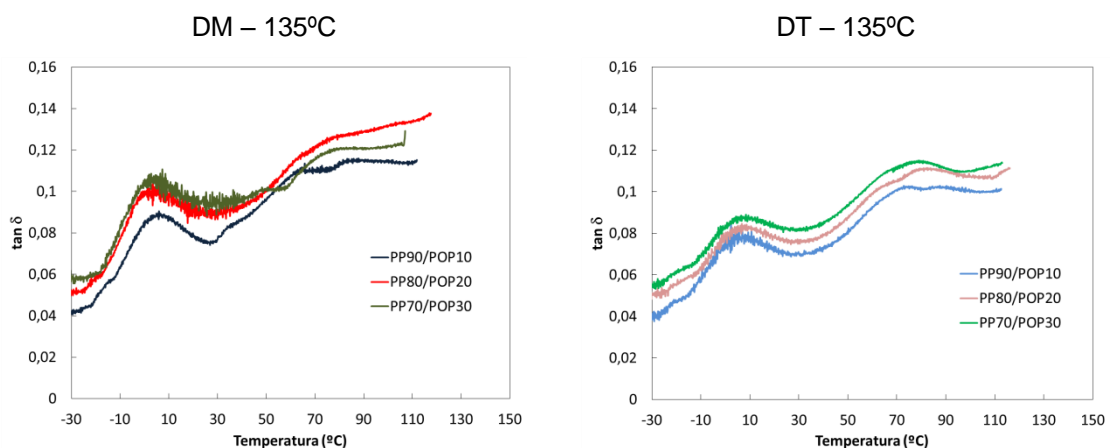 DM – 135ºC
0,16
0,14
0,12
0,1
0,08
0,06
0,04
0,02
0
tan δ
-30 -10 10 30 50 70 90 110 130 150
Temperatura (ºC)
PP90/POP10
PP80/POP20
PP70/POP30
DT – 135ºC
0,16
0,14
0,12
0,1
0,08
0,06
0,04
0,02
0
tan δ
-30 -10 10 30 50 70 90 110 130 150
Temperatura (ºC)
PP90/POP10
PP80/POP20
PP70/POP30